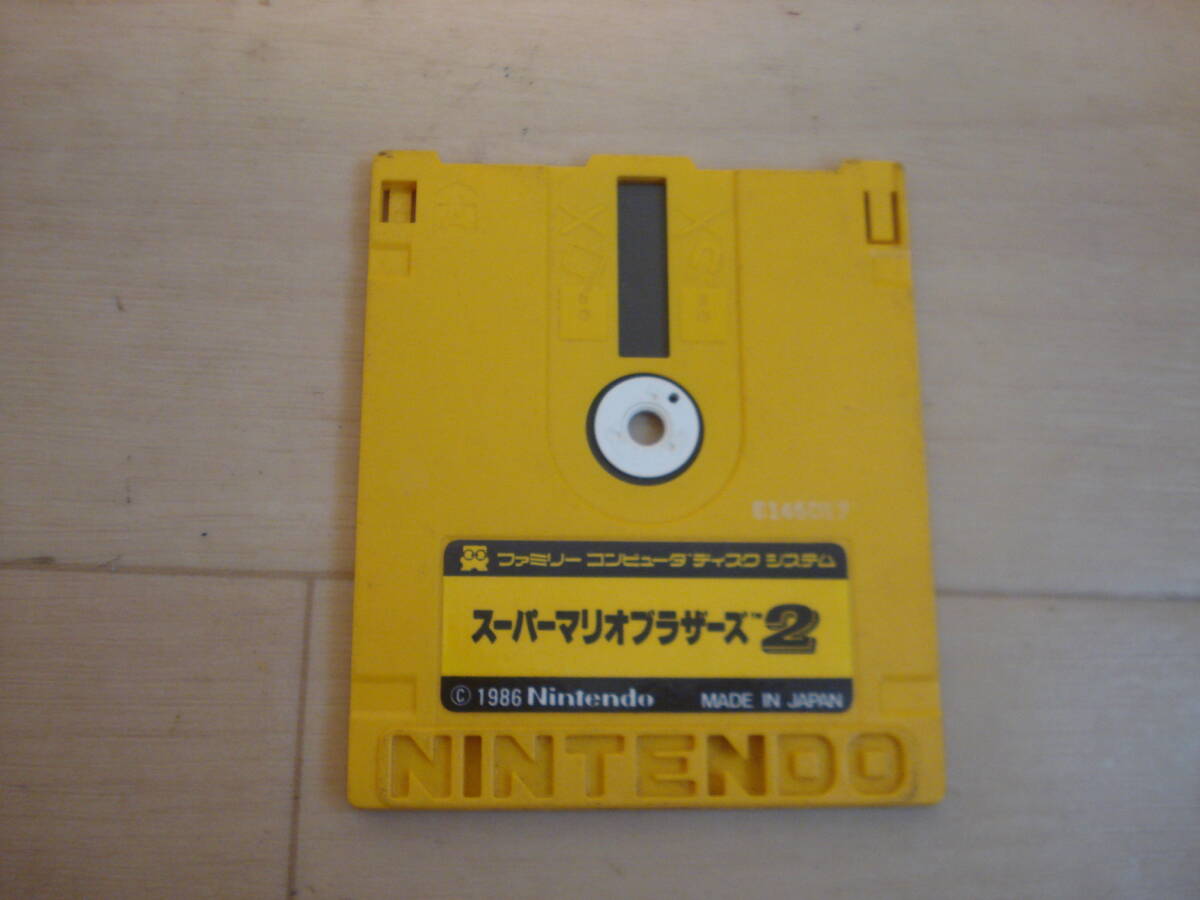 ファミリー コンピュータ ディスク システム
スーパーマリオブラザーズ™2
© 1986 Nintendo MADE IN JAPAN
NINTENDO